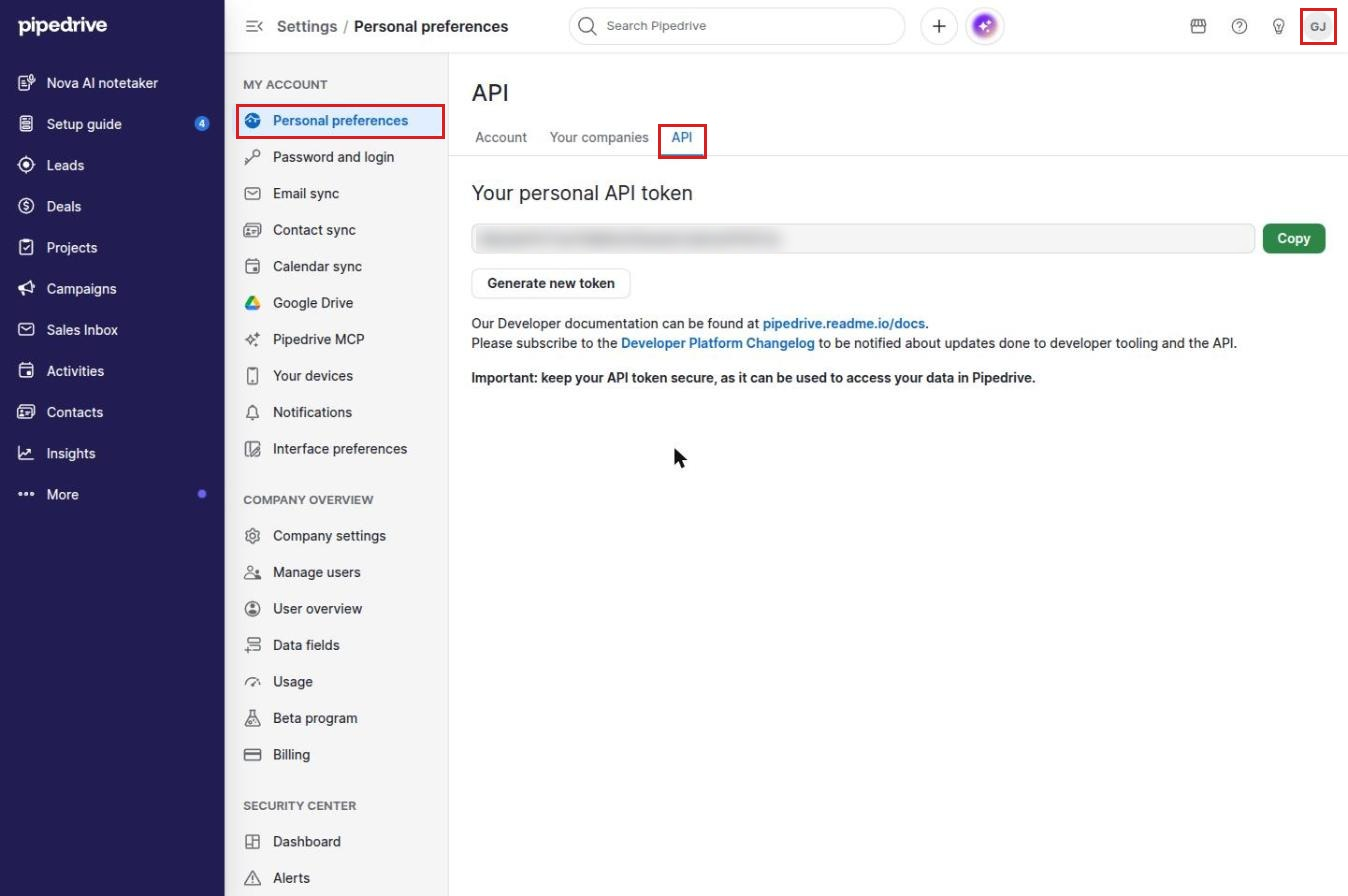 pipedrive
Settings / Personal preferences
Search Pipedrive
GJ
Nova AI notetaker
Setup guide 4
Leads
Deals
Projects
Campaigns
Sales Inbox
Activities
Contacts
Insights
More
MY ACCOUNT
Personal preferences
Password and login
Email sync
Contact sync
Calendar sync
Google Drive
Pipedrive MCP
Your devices
Notifications
Interface preferences
COMPANY OVERVIEW
Company settings
Manage users
User overview
Data fields
Usage
Beta program
Billing
SECURITY CENTER
Dashboard
Alerts
API
Account Your companies API
Your personal API token
Copy
Generate new token
Our Developer documentation can be found at pipedrive.readme.io/docs.
Please subscribe to the Developer Platform Changelog to be notified about updates done to developer tooling and the API.
Important: keep your API token secure, as it can be used to access your data in Pipedrive.